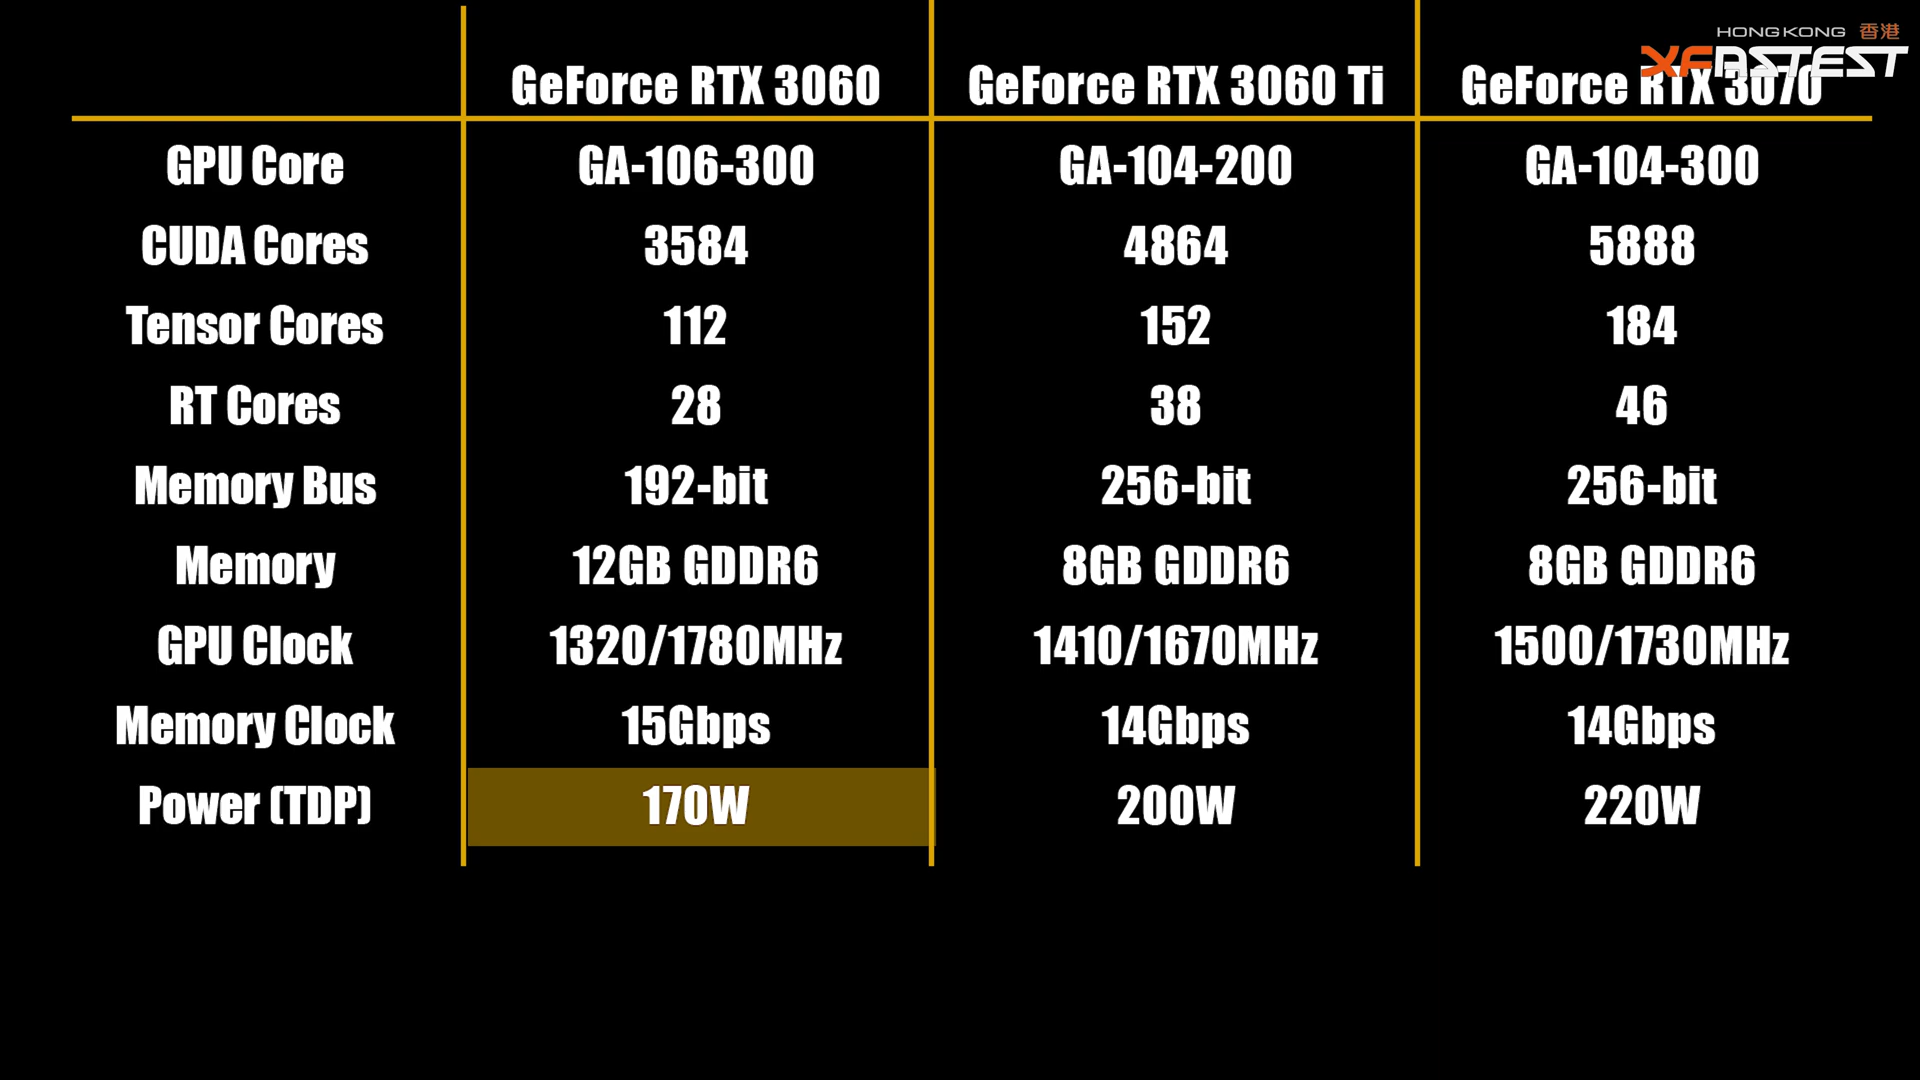 HONG KONG 香港
XFASTEST
GeForce RTX 3060 GeForce RTX 3060 Ti GeForce RTX 3070
GPU Core GA-106-300 GA-104-200 GA-104-300
CUDA Cores 3584 4864 5888
Tensor Cores 112 152 184
RT Cores 28 38 46
Memory Bus 192-bit 256-bit 256-bit
Memory 12GB GDDR6 8GB GDDR6 8GB GDDR6
GPU Clock 1320/1780MHz 1410/1670MHz 1500/1730MHz
Memory Clock 15Gbps 14Gbps 14Gbps
Power (TDP) 170W 200W 220W